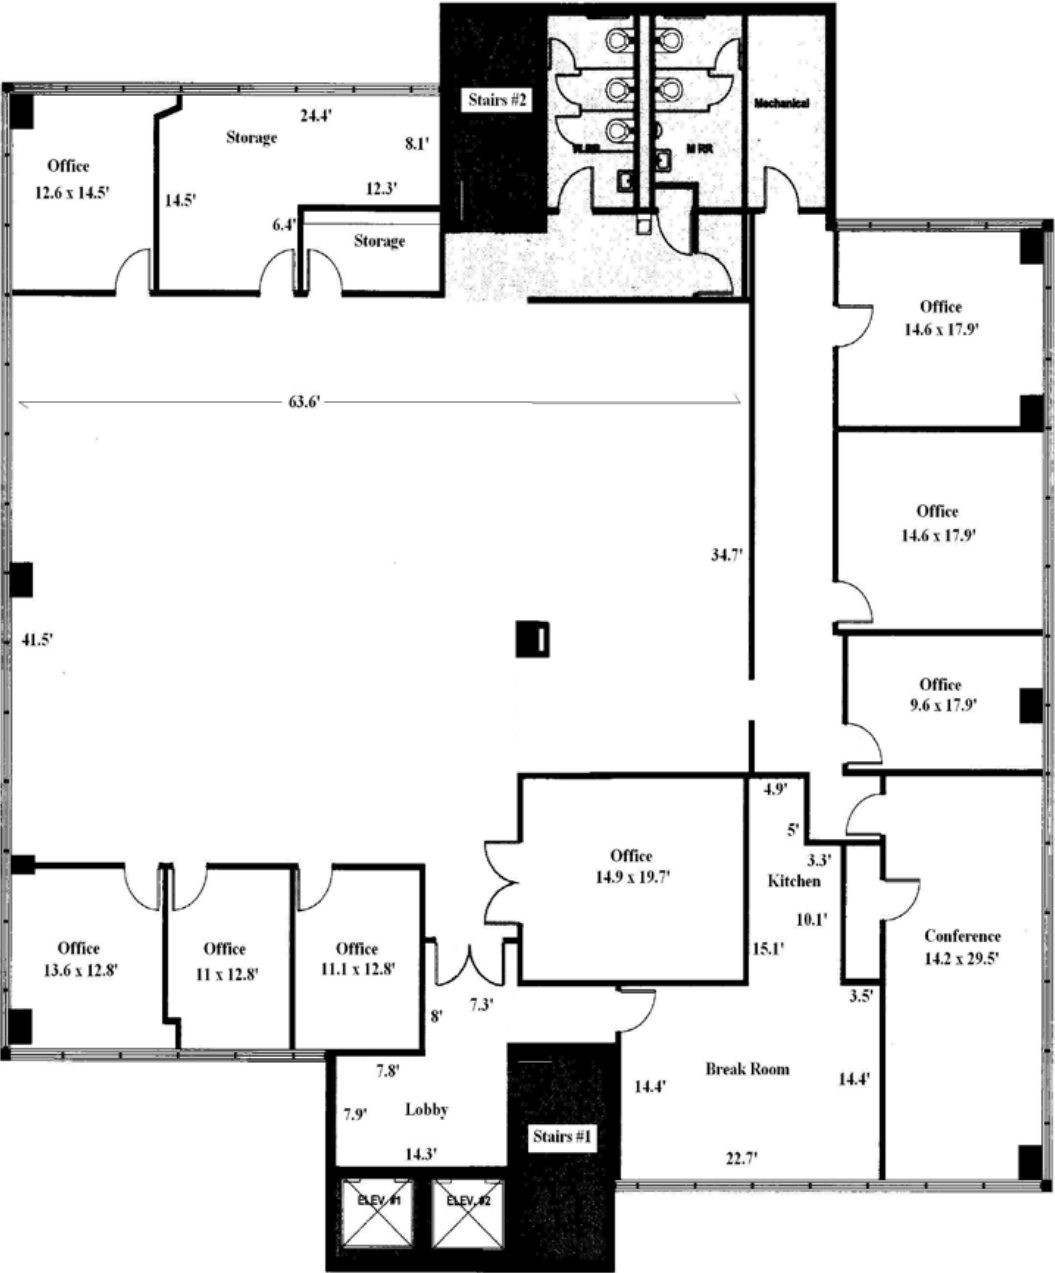 Stairs #2
Mechanical
W.RR
M RR
24.4'
Storage
8.1'
Office
12.6 x 14.5'
14.5'
12.3'
6.4'
Storage
Office
14.6 x 17.9'
63.6'
Office
14.6 x 17.9'
34.7'
41.5'
Office
9.6 x 17.9'
4.9'
5'
Office
14.9 x 19.7'
3.3'
Kitchen
10.1'
15.1'
Conference
14.2 x 29.5'
Office
13.6 x 12.8'
Office
11 x 12.8'
Office
11.1 x 12.8'
7.3'
8'
3.5'
7.8'
Break Room
14.4'
14.4'
7.9'
Lobby
Stairs #1
14.3'
22.7'
ELEV. #1
ELEV. #2